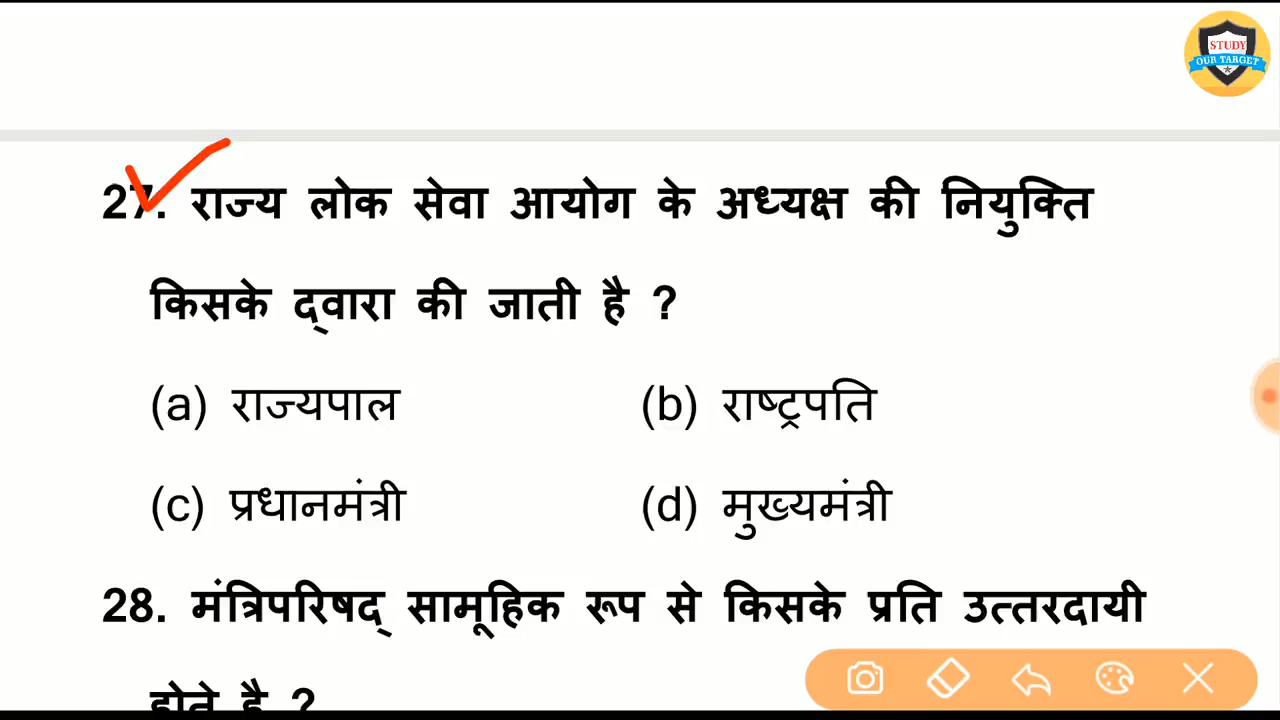 STUDY
OUR TARGET
27. राज्य लोक सेवा आयोग के अध्यक्ष की नियुक्ति
किसके द्वारा की जाती है ?
(a) राज्यपाल (b) राष्ट्रपति
(c) प्रधानमंत्री (d) मुख्यमंत्री
28. मंत्रिपरिषद् सामूहिक रूप से किसके प्रति उत्तरदायी
होते है ?